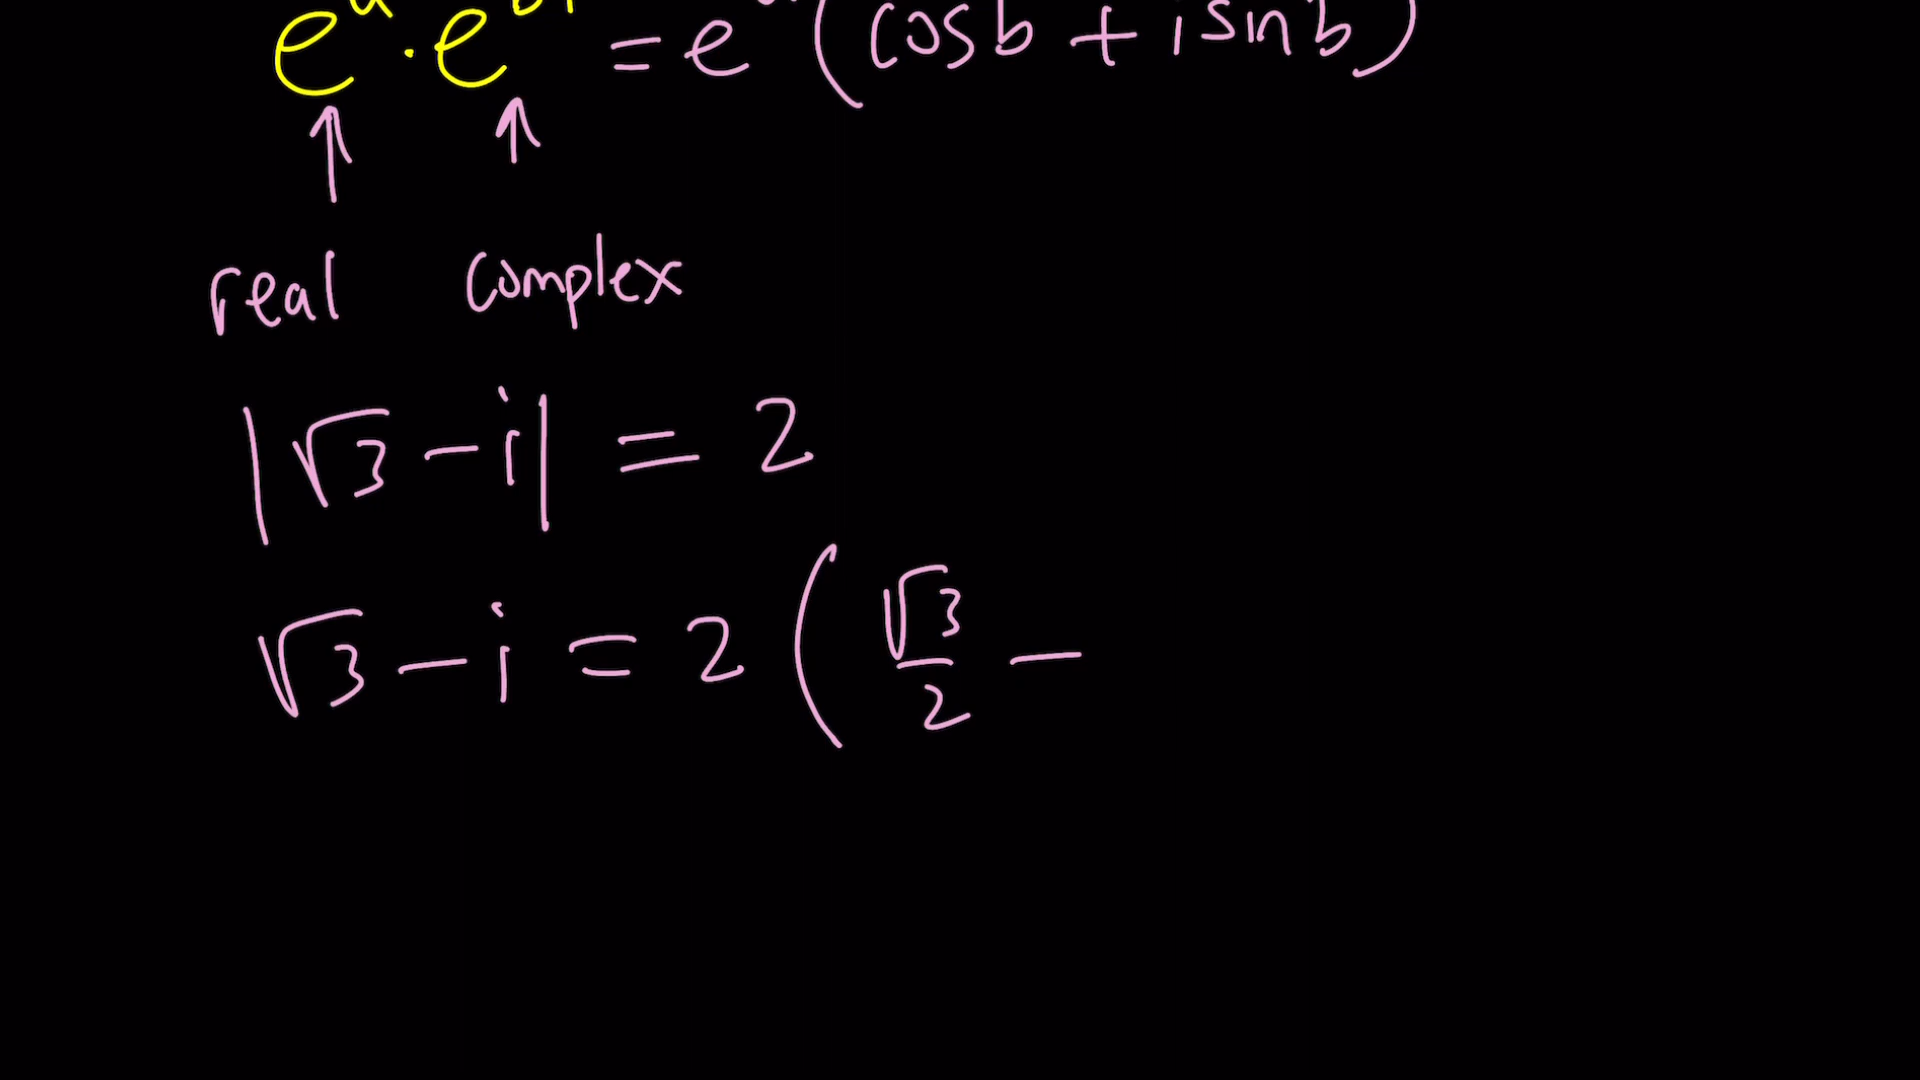 e^a · e^bi = e^a (cos b + i sin b)
↑ ↑
real complex
|√3 - i| = 2
√3 - i = 2 ( √3/2 -